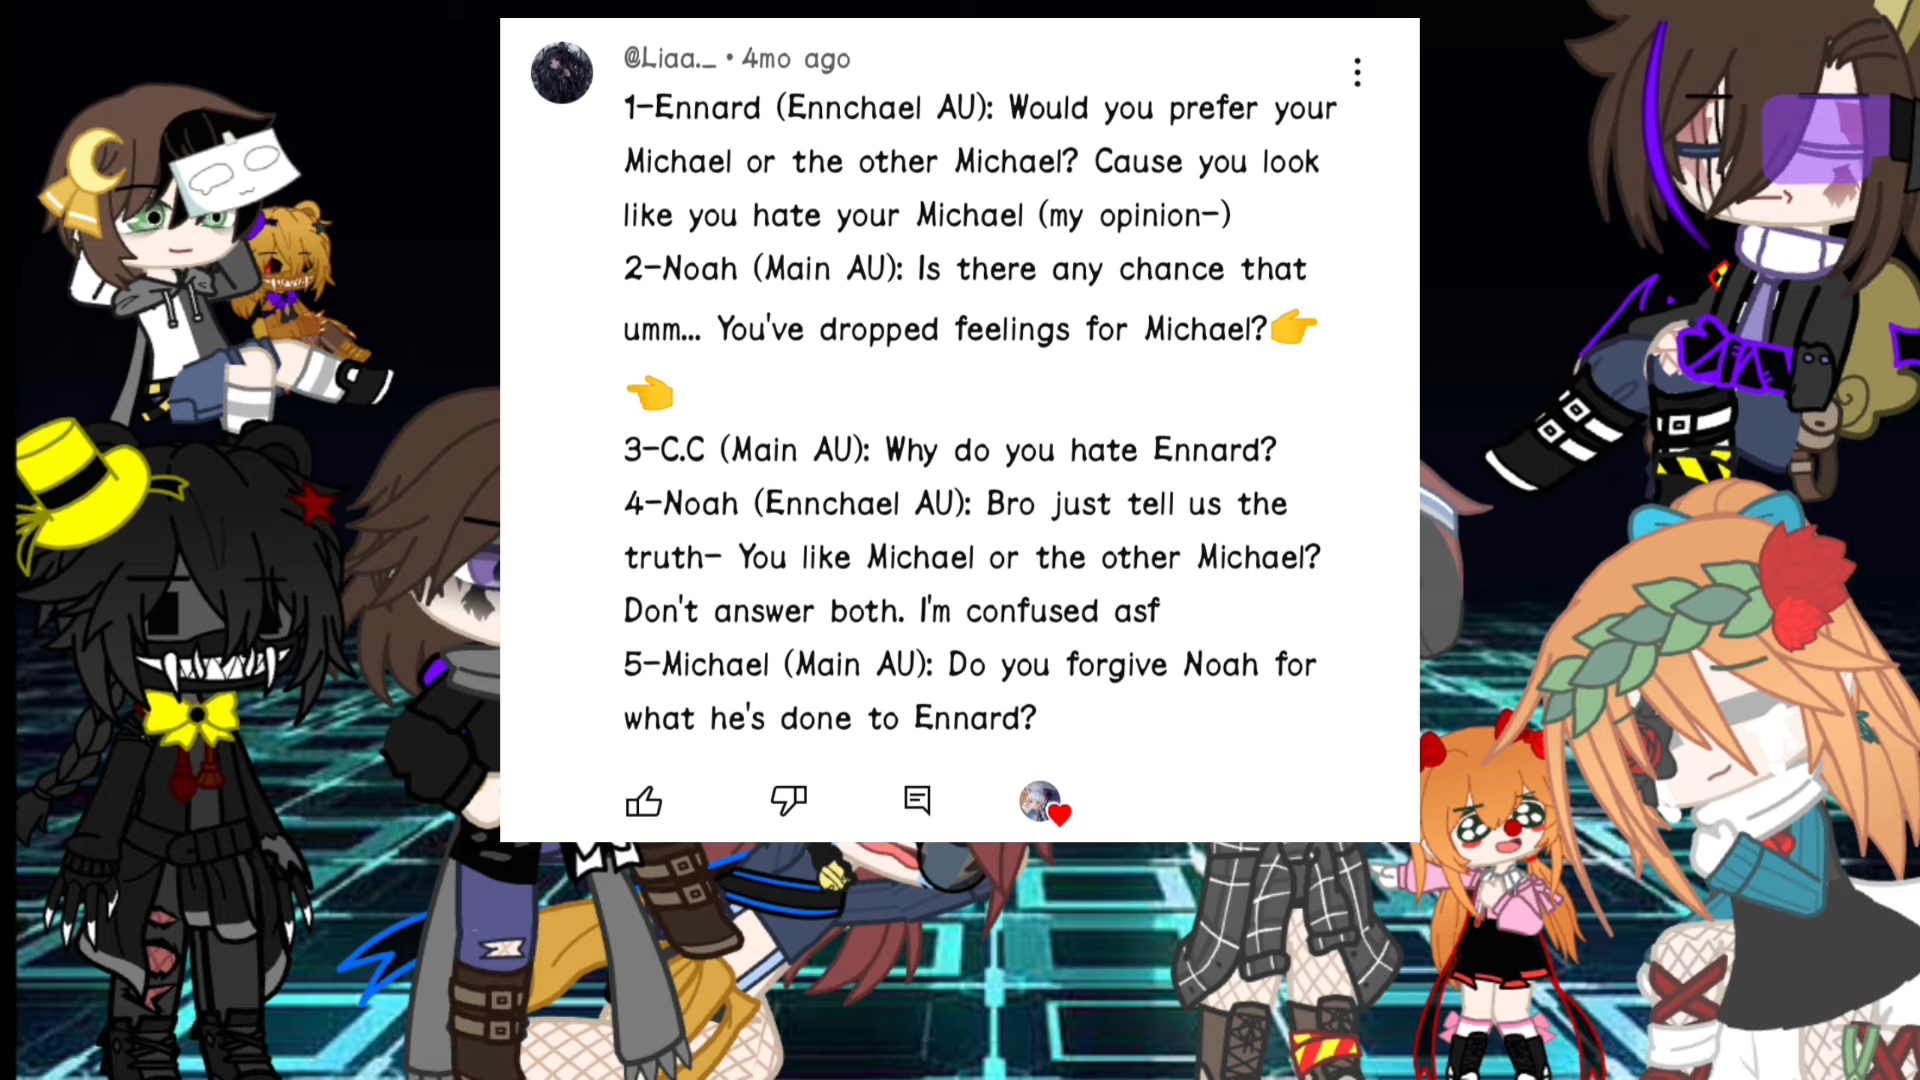 @Liaa._ • 4mo ago
1-Ennard (Ennchael AU): Would you prefer your
Michael or the other Michael? Cause you look
like you hate your Michael (my opinion-)
2-Noah (Main AU): Is there any chance that
umm... You've dropped feelings for Michael?👉
👈
3-C.C (Main AU): Why do you hate Ennard?
4-Noah (Ennchael AU): Bro just tell us the
truth- You like Michael or the other Michael?
Don't answer both. I'm confused asf
5-Michael (Main AU): Do you forgive Noah for
what he's done to Ennard?